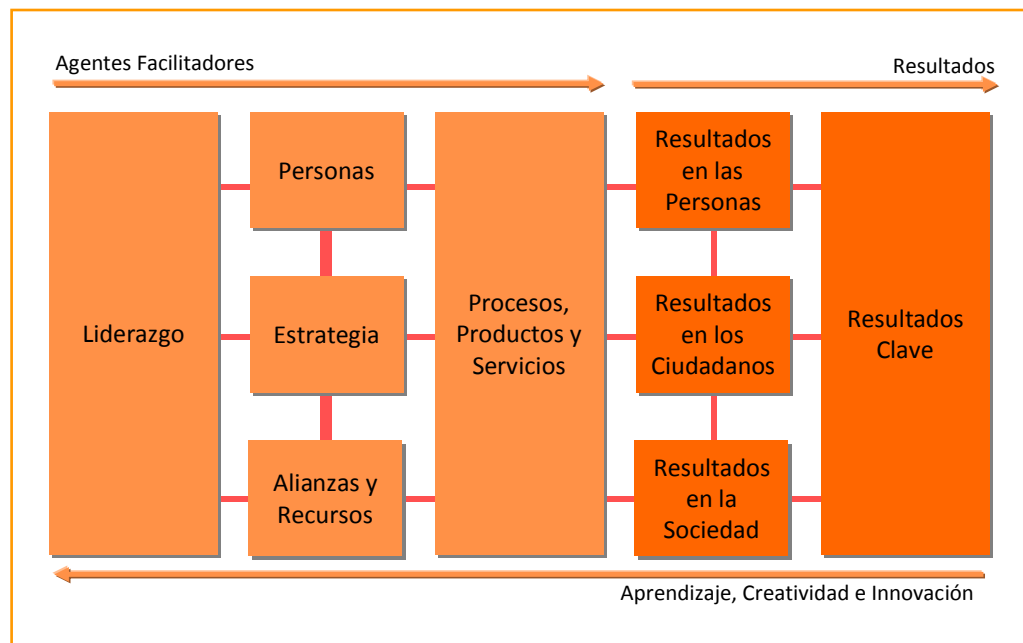 Agentes Facilitadores
Resultados
Liderazgo
Personas
Estrategia
Alianzas y
Recursos
Procesos,
Productos y
Servicios
Resultados
en las
Personas
Resultados
en los
Ciudadanos
Resultados
en la
Sociedad
Resultados
Clave
Aprendizaje, Creatividad e Innovación